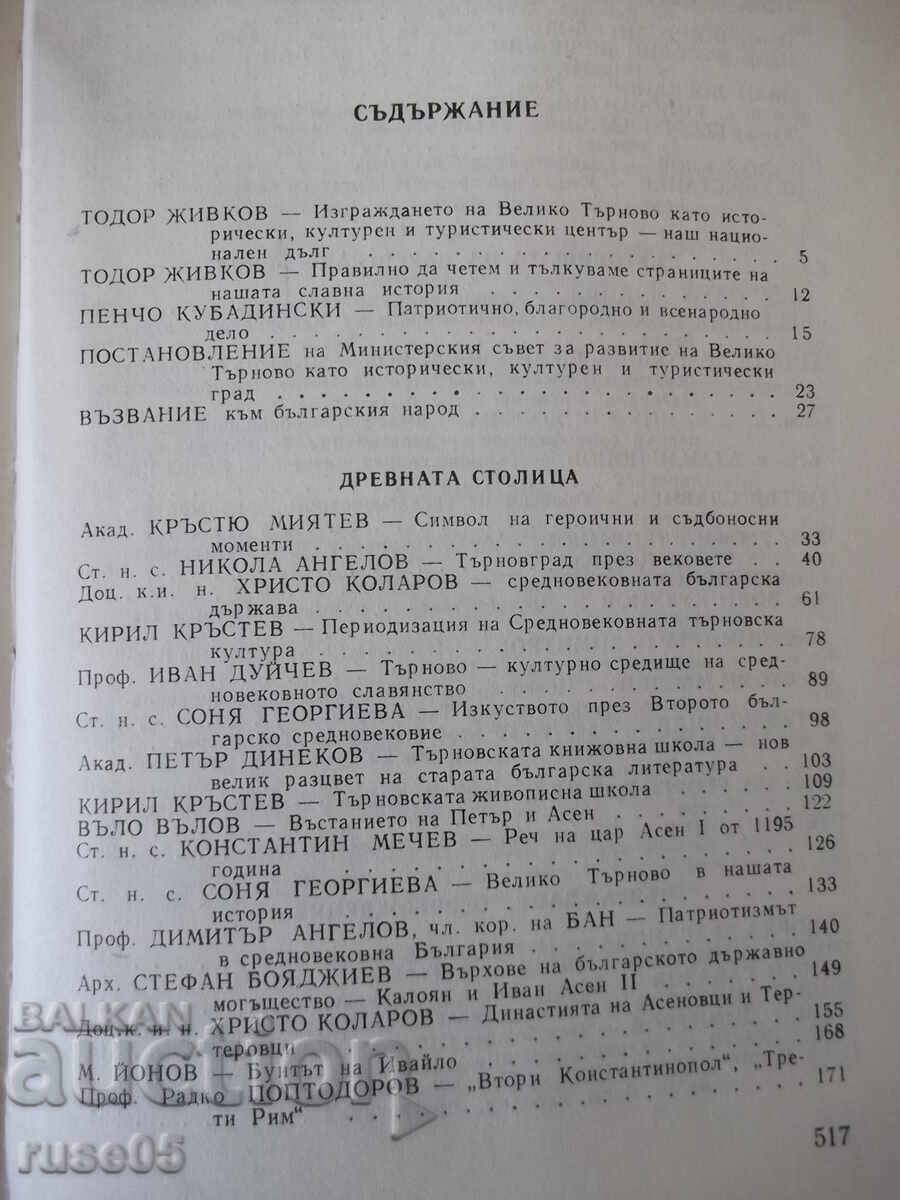 СЪДЪРЖАНИЕ
ТОДОР ЖИВКОВ — Изграждането на Велико Търново като исто-
рически, културен и туристически център — наш нацио-
нален дълг . . . . . . . . . . . . . . . . . . 5
ТОДОР ЖИВКОВ — Правилно да четем и тълкуваме страниците на
нашата славна история . . . . . . . . . . . . 12
ПЕНЧО КУБАДИНСКИ — Патриотично, благородно и всенародно
дело . . . . . . . . . . . . . . . . . . . . 15
ПОСТАНОВЛЕНИЕ на Министерския съвет за развитие на Велико
Търново като исторически, културен и туристически
град . . . . . . . . . . . . . . . . . . . . 23
ВЪЗВАНИЕ към българския народ . . . . . . . . . . . 27
ДРЕВНАТА СТОЛИЦА
Акад. КРЪСТЮ МИЯТЕВ — Символ на героични и съдбоносни
моменти . . . . . . . . . . . . . . . . . . . 33
Ст. н. с. НИКОЛА АНГЕЛОВ — Търновград през вековете . . 40
Доц. к.и. н. ХРИСТО КОЛАРОВ — средновековната българска
държава . . . . . . . . . . . . . . . . . . . 61
КИРИЛ КРЪСТЕВ — Периодизация на Средновековната търновска
култура . . . . . . . . . . . . . . . . . . . 78
Проф. ИВАН ДУЙЧЕВ — Търново — културно средище на сред-
новековното славянство . . . . . . . . . . . . 89
Ст. н. с. СОНЯ ГЕОРГИЕВА — Изкуството през Второто бъл-
гарско средновековие . . . . . . . . . . . . . 98
Акад. ПЕТЪР ДИНЕКОВ — Търновската книжовна школа — нов
велик разцвет на старата българска литература . . 103
КИРИЛ КРЪСТЕВ — Търновската живописна школа . . . . . . 109
ВЪЛО ВЪЛОВ — Въстанието на Петър и Асен . . . . . . . . 122
Ст. н. с. КОНСТАНТИН МЕЧЕВ — Реч на цар Асен I от 1195
година . . . . . . . . . . . . . . . . . . . 126
Ст. н. с. СОНЯ ГЕОРГИЕВА — Велико Търново в нашата
история . . . . . . . . . . . . . . . . . . . 133
Проф. ДИМИТЪР АНГЕЛОВ, чл. кор. на БАН — Патриотизмът
в средновековна България . . . . . . . . . . . 140
Арх. СТЕФАН БОЯДЖИЕВ — Върхове на българското държавно
могъщество — Калоян и Иван Асен II . . . . . . 149
Доц.к. и. н. ХРИСТО КОЛАРОВ — Династията на Асеновци и Тер-
теровци . . . . . . . . . . . . . . . . . . . 155
М. ЙОНОВ — Бунтът на Ивайло . . . . . . . . . . . . . 168
Проф. Радко ПОПТОДОРОВ — „Втори Константинопол", „Тре-
ти Рим" . . . . . . . . . . . . . . . . . . . 171
517
BALKAN
auction
ruse05